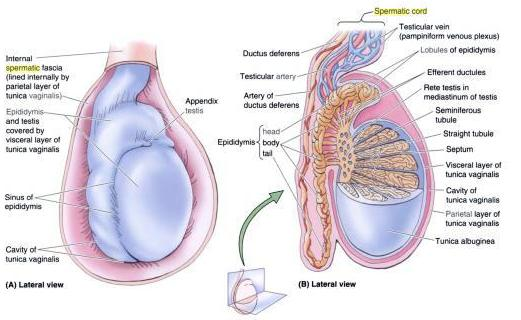 Spermatic cord
Testicular vein
(pampiniform venous plexus)
Ductus deferens
Lobules of epididymis
Internal
spermatic fascia
(lined internally by
parietal layer of
tunica vaginalis)
Testicular artery
Efferent ductules
Artery of
ductus deferens
Rete testis in
mediastinum of testis
Appendix
testis
Epididymis
and testis
covered by
visceral layer of
tunica vaginalis
Seminiferous
tubule
Straight tubule
Epididymis
head
body
tail
Septum
Visceral layer of
tunica vaginalis
Sinus of
epididymis
Cavity of
tunica vaginalis
Parietal layer of
tunica vaginalis
Cavity of
tunica vaginalis
Tunica albuginea
(A) Lateral view
(B) Lateral view